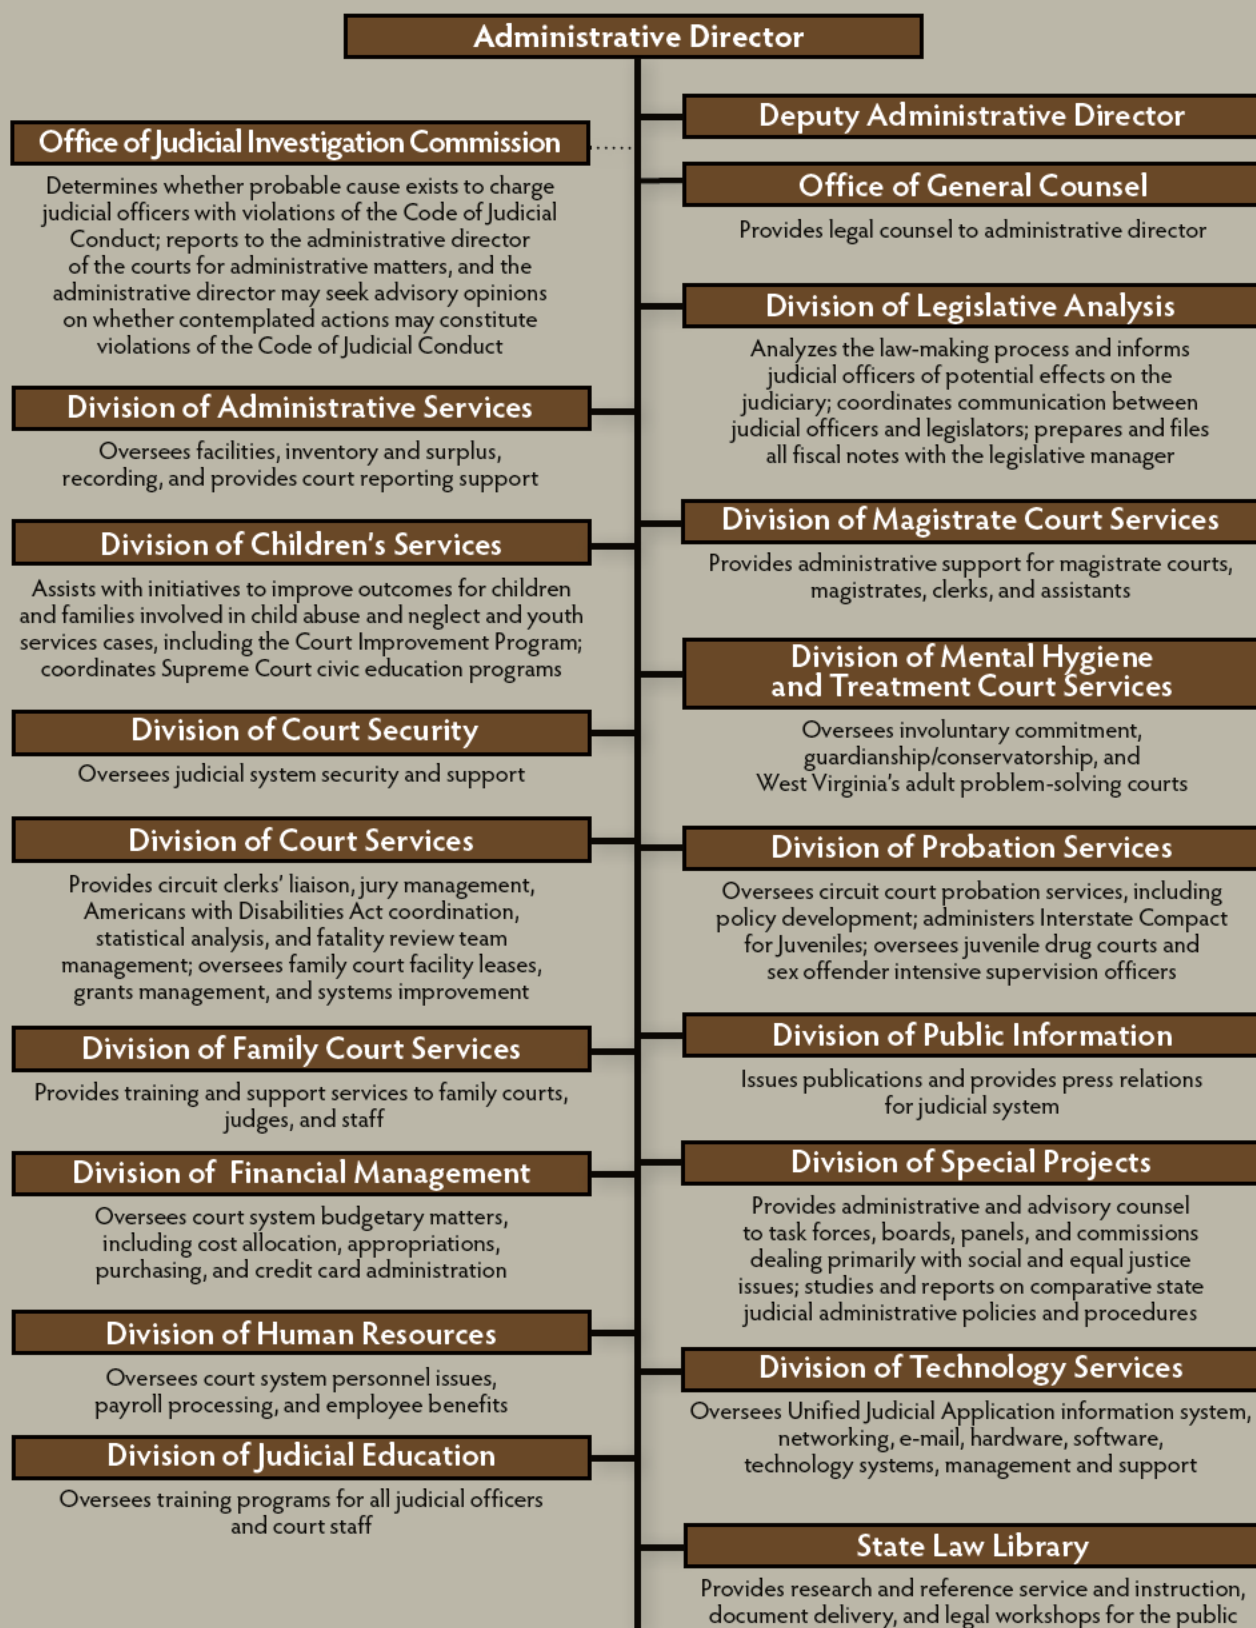 Administrative Director
Office of Judicial Investigation Commission
Determines whether probable cause exists to charge
judicial officers with violations of the Code of Judicial
Conduct; reports to the administrative director
of the courts for administrative matters, and the
administrative director may seek advisory opinions
on whether contemplated actions may constitute
violations of the Code of Judicial Conduct
Division of Administrative Services
Oversees facilities, inventory and surplus,
recording, and provides court reporting support
Division of Children's Services
Assists with initiatives to improve outcomes for children
and families involved in child abuse and neglect and youth
services cases, including the Court Improvement Program;
coordinates Supreme Court civic education programs
Division of Court Security
Oversees judicial system security and support
Division of Court Services
Provides circuit clerks' liaison, jury management,
Americans with Disabilities Act coordination,
statistical analysis, and fatality review team
management; oversees family court facility leases,
grants management, and systems improvement
Division of Family Court Services
Provides training and support services to family courts,
judges, and staff
Division of Financial Management
Oversees court system budgetary matters,
including cost allocation, appropriations,
purchasing, and credit card administration
Division of Human Resources
Oversees court system personnel issues,
payroll processing, and employee benefits
Division of Judicial Education
Oversees training programs for all judicial officers
and court staff
Deputy Administrative Director
Office of General Counsel
Provides legal counsel to administrative director
Division of Legislative Analysis
Analyzes the law-making process and informs
judicial officers of potential effects on the
judiciary; coordinates communication between
judicial officers and legislators; prepares and files
all fiscal notes with the legislative manager
Division of Magistrate Court Services
Provides administrative support for magistrate courts,
magistrates, clerks, and assistants
Division of Mental Hygiene
and Treatment Court Services
Oversees involuntary commitment,
guardianship/conservatorship, and
West Virginia's adult problem-solving courts
Division of Probation Services
Oversees circuit court probation services, including
policy development; administers Interstate Compact
for Juveniles; oversees juvenile drug courts and
sex offender intensive supervision officers
Division of Public Information
Issues publications and provides press relations
for judicial system
Division of Special Projects
Provides administrative and advisory counsel
to task forces, boards, panels, and commissions
dealing primarily with social and equal justice
issues; studies and reports on comparative state
judicial administrative policies and procedures
Division of Technology Services
Oversees Unified Judicial Application information system,
networking, e-mail, hardware, software,
technology systems, management and support
State Law Library
Provides research and reference service and instruction,
document delivery, and legal workshops for the public